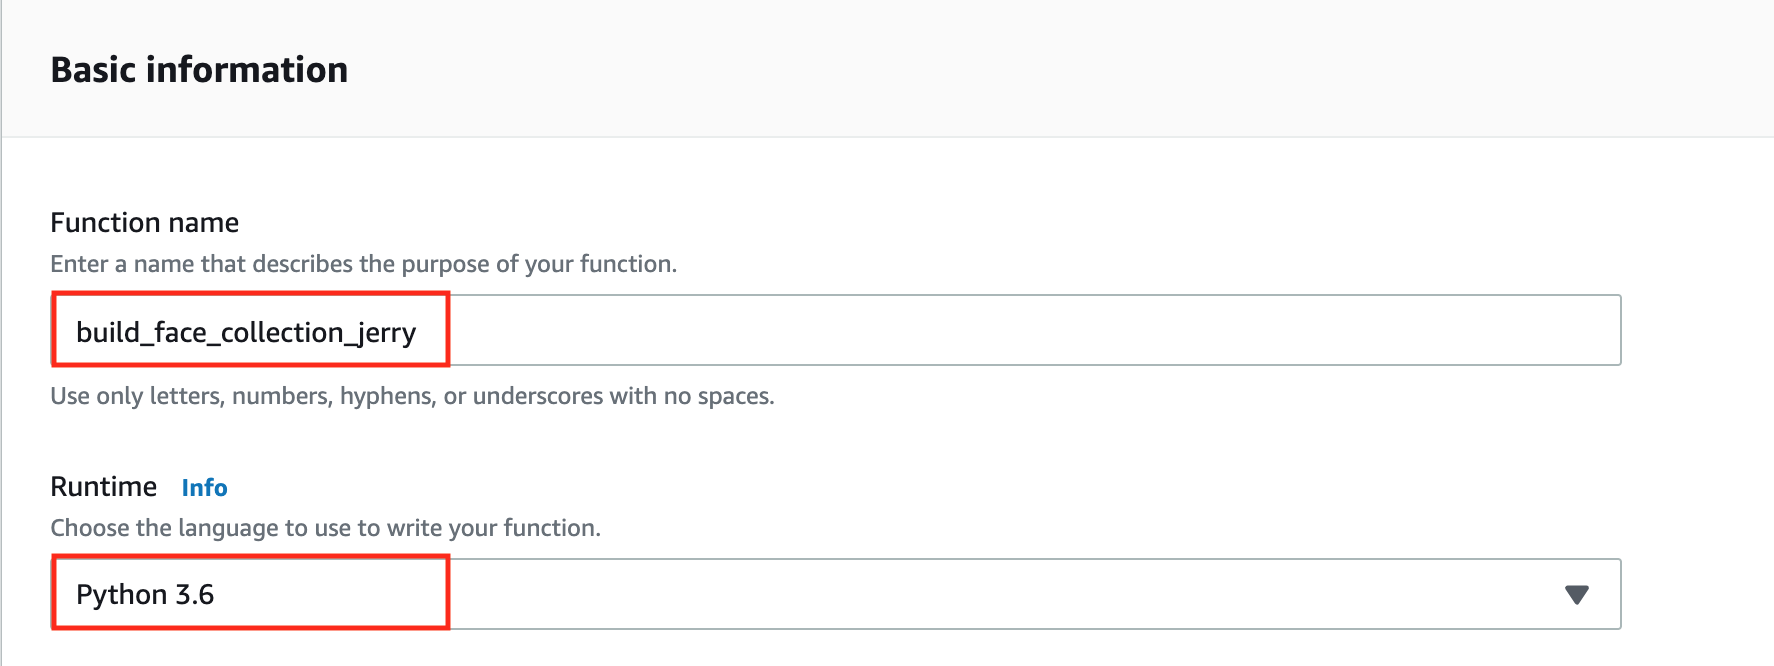 Basic information
Function name
Enter a name that describes the purpose of your function.
build_face_collection_jerry
Use only letters, numbers, hyphens, or underscores with no spaces.
Runtime Info
Choose the language to use to write your function.
Python 3.6